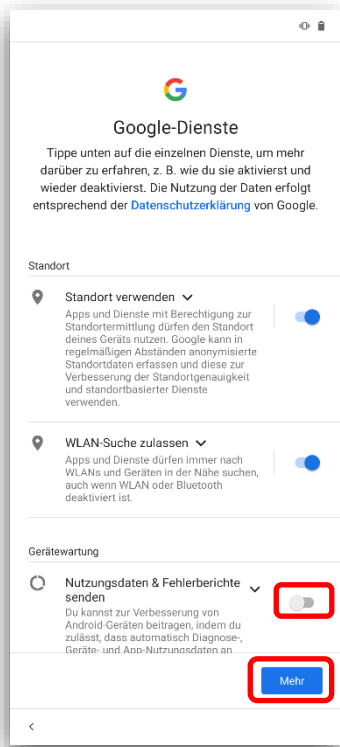 Google-Dienste
Tippe unten auf die einzelnen Dienste, um mehr
darüber zu erfahren, z. B. wie du sie aktivierst und
wieder deaktivierst. Die Nutzung der Daten erfolgt
entsprechend der Datenschutzerklärung von Google.
Standort
Standort verwenden
Apps und Dienste mit Berechtigung zur
Standortermittlung dürfen den Standort
deines Geräts nutzen. Google kann in
regelmäßigen Abständen anonymisierte
Standortdaten erfassen und diese zur
Verbesserung der Standortgenauigkeit
und standortbasierter Dienste
verwenden.
WLAN-Suche zulassen
Apps und Dienste dürfen immer nach
WLANs und Geräten in der Nähe suchen,
auch wenn WLAN oder Bluetooth
deaktiviert ist.
Gerätewartung
Nutzungsdaten & Fehlerberichte
senden
Du kannst zur Verbesserung von
Android-Geräten beitragen, indem du
zulässt, dass automatisch Diagnose-,
Geräte- und App-Nutzungsdaten an
Mehr